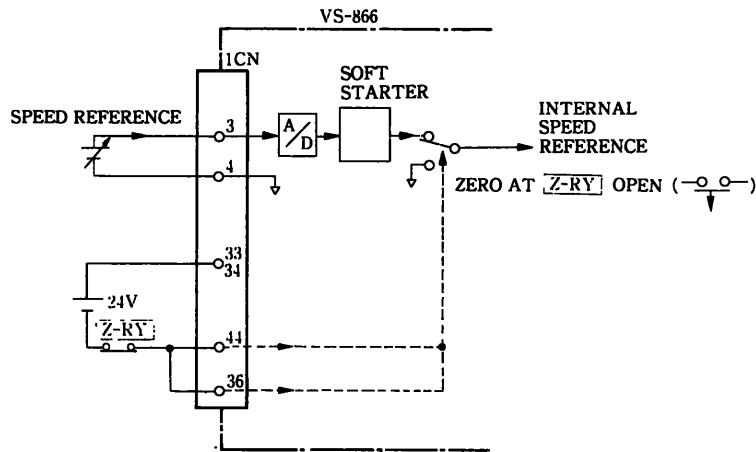 VS-866
1CN
SPEED REFERENCE
3
A/D
SOFT
STARTER
INTERNAL
SPEED
REFERENCE
4
ZERO AT Z-RY OPEN ( )
33
34
24V
Z-RY
44
36